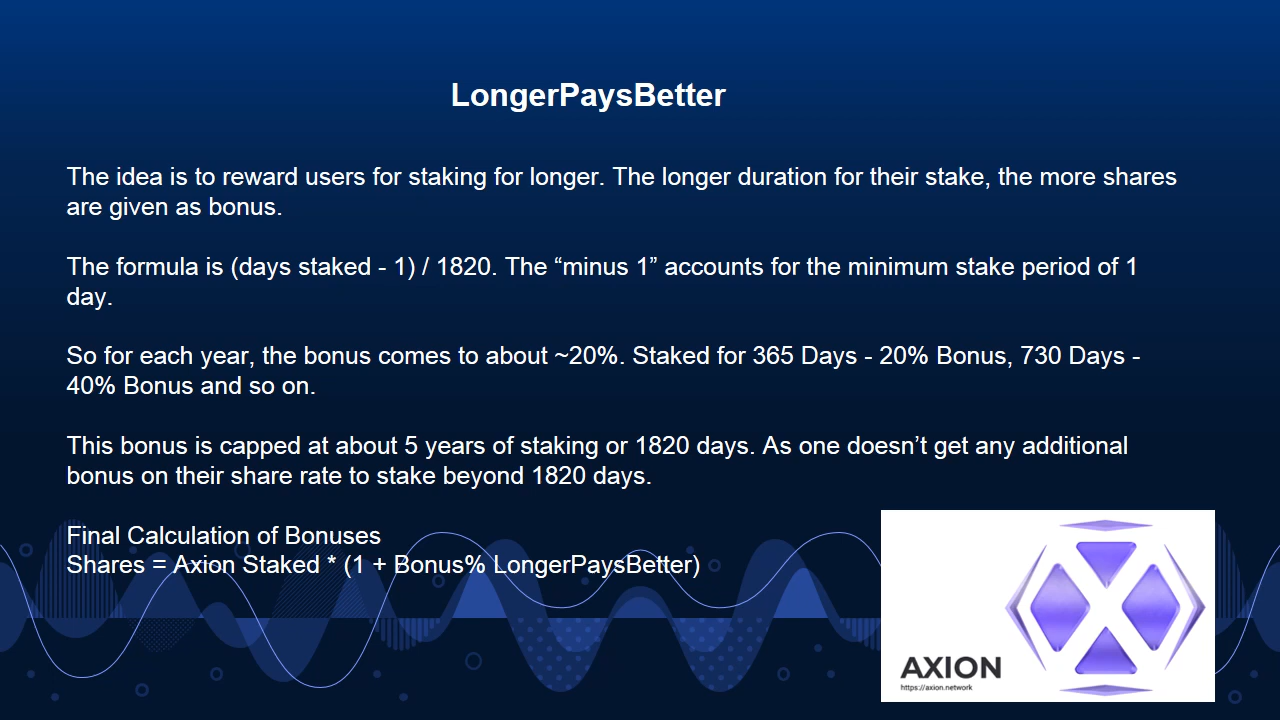 LongerPaysBetter
The idea is to reward users for staking for longer. The longer duration for their stake, the more shares
are given as bonus.
The formula is (days staked - 1) / 1820. The “minus 1” accounts for the minimum stake period of 1
day.
So for each year, the bonus comes to about ~20%. Staked for 365 Days - 20% Bonus, 730 Days -
40% Bonus and so on.
This bonus is capped at about 5 years of staking or 1820 days. As one doesn’t get any additional
bonus on their share rate to stake beyond 1820 days.
Final Calculation of Bonuses
Shares = Axion Staked * (1 + Bonus% LongerPaysBetter)
AXION
https://axion.network